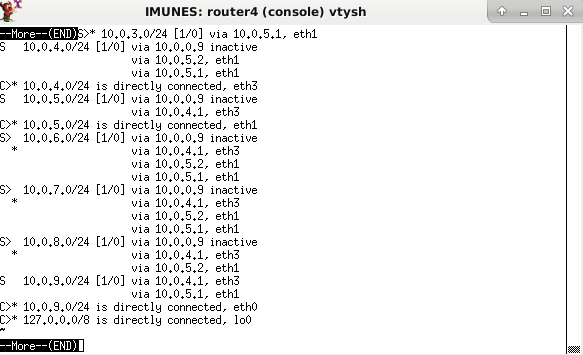 IMUNES: router4 (console) vtysh
--More--(END)S>* 10.0.3.0/24 [1/0] via 10.0.5.1, eth1
S   10.0.4.0/24 [1/0] via 10.0.0.9 inactive
                      via 10.0.5.2, eth1
                      via 10.0.5.1, eth1
C>* 10.0.4.0/24 is directly connected, eth3
S   10.0.5.0/24 [1/0] via 10.0.0.9 inactive
                      via 10.0.4.1, eth3
C>* 10.0.5.0/24 is directly connected, eth1
S>  10.0.6.0/24 [1/0] via 10.0.0.9 inactive
  *                   via 10.0.4.1, eth3
                      via 10.0.5.2, eth1
                      via 10.0.5.1, eth1
S>  10.0.7.0/24 [1/0] via 10.0.0.9 inactive
  *                   via 10.0.4.1, eth3
                      via 10.0.5.2, eth1
                      via 10.0.5.1, eth1
S>  10.0.8.0/24 [1/0] via 10.0.0.9 inactive
  *                   via 10.0.4.1, eth3
                      via 10.0.5.2, eth1
S   10.0.9.0/24 [1/0] via 10.0.4.1, eth3
                      via 10.0.5.1, eth1
C>* 10.0.9.0/24 is directly connected, eth0
C>* 127.0.0.0/8 is directly connected, lo0
~
--More--(END)